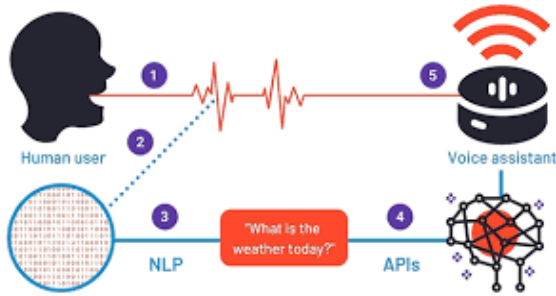 1
5
2
Human user
Voice assistant
3
"What is the
weather today?"
4
NLP
APIs